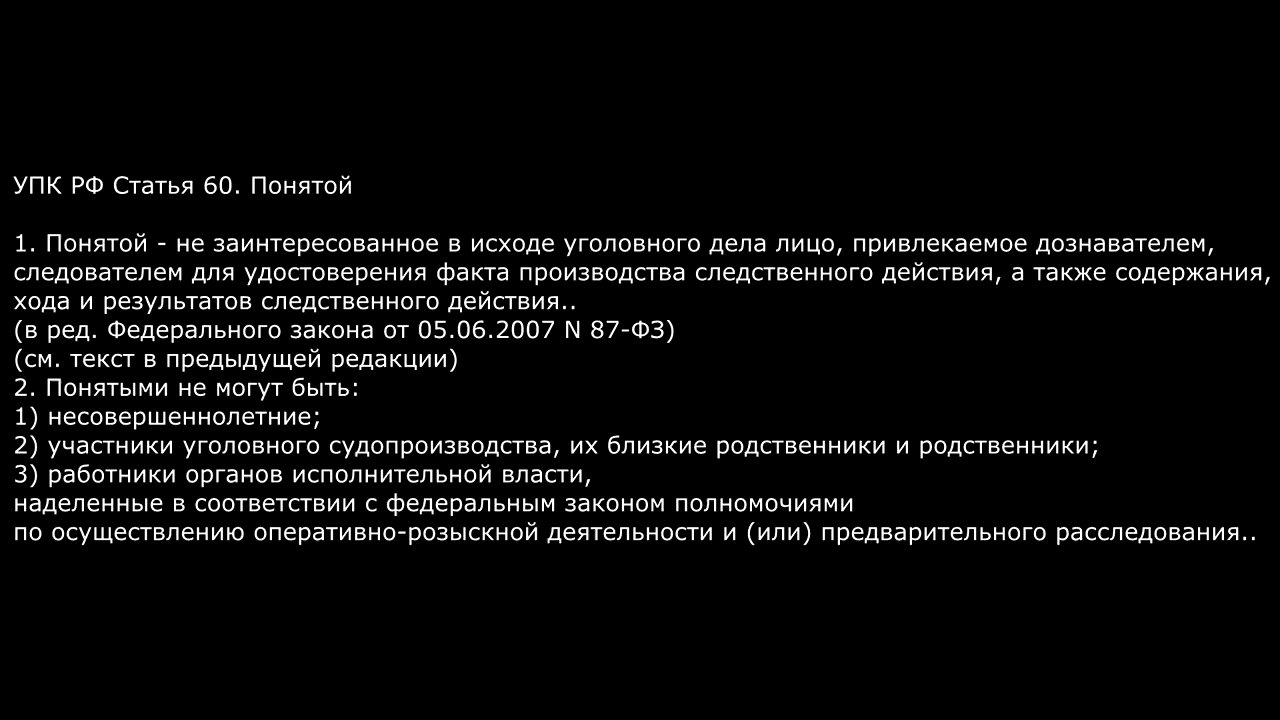 УПК РФ Статья 60. Понятой
1. Понятой - не заинтересованное в исходе уголовного дела лицо, привлекаемое дознавателем,
следователем для удостоверения факта производства следственного действия, а также содержания,
хода и результатов следственного действия..
(в ред. Федерального закона от 05.06.2007 N 87-ФЗ)
(см. текст в предыдущей редакции)
2. Понятыми не могут быть:
1) несовершеннолетние;
2) участники уголовного судопроизводства, их близкие родственники и родственники;
3) работники органов исполнительной власти,
наделенные в соответствии с федеральным законом полномочиями
по осуществлению оперативно-розыскной деятельности и (или) предварительного расследования..